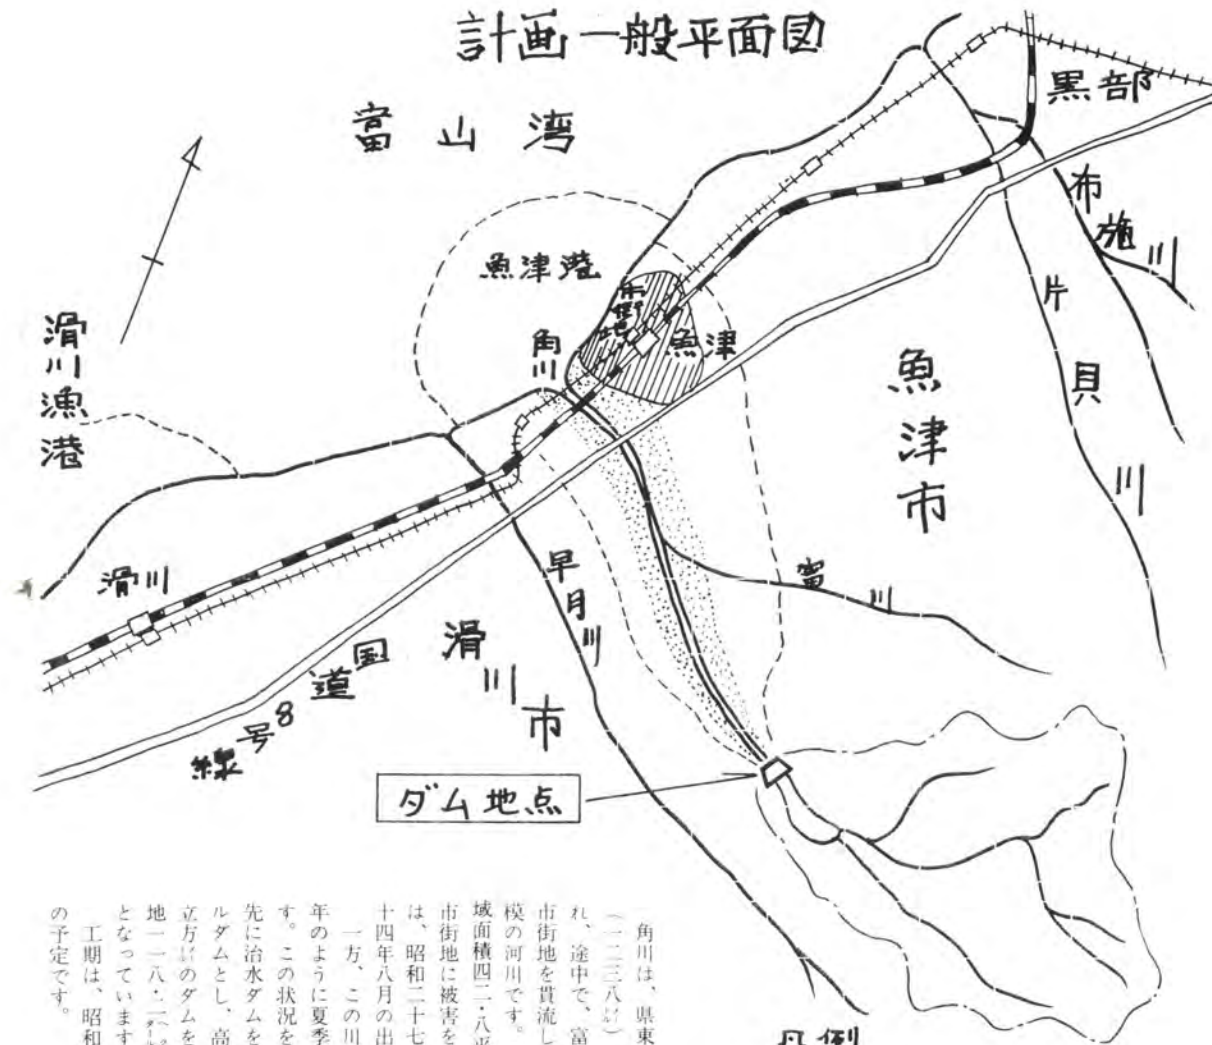 計画一般平面図
富山湾
黒部
布施川
片貝川
魚津港
市街地
魚津
角川
滑川漁港
魚津市
滑川
早月川
富川
滑川市
国道8号線
ダム地点
角川は、県東
(一二三八㍍)
れ、途中で、富
市街地を貫流し
模の河川です。
域面積四二・八平
市街地に被害を
は、昭和二十七
十四年八月の出
一方、この川
年のように夏季
す。この状況を
先に治水ダムを
ルダムとし、高
立方㍍のダムを
地一一八・二
となっています
工期は、昭和
の予定です。
凡例